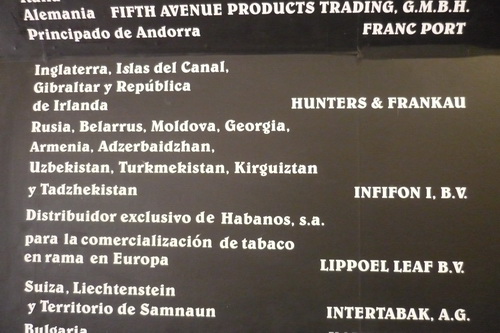 Alemania FIFTH AVENUE PRODUCTS TRADING, G.M.B.H.
Principado de Andorra FRANC PORT
Inglaterra, Islas del Canal,
Gibraltar y República
de Irlanda HUNTERS & FRANKAU
Rusia, Belarrus, Moldova, Georgia,
Armenia, Adzerbaidzhan,
Uzbekistan, Turkmekistan, Kirguiztan
y Tadzhekistan INFIFON I, B.V.
Distribuidor exclusivo de Habanos, s.a.
para la comercialización de tabaco
en rama en Europa LIPPOEL LEAF B.V.
Suiza, Liechtenstein
y Territorio de Samnaun INTERTABAK, A.G.
Bulgaria